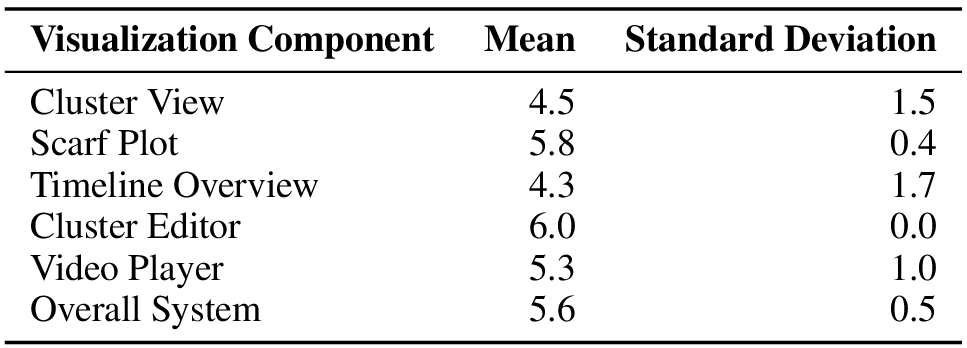 Visualization Component Mean Standard Deviation
Cluster View 4.5 1.5
Scarf Plot 5.8 0.4
Timeline Overview 4.3 1.7
Cluster Editor 6.0 0.0
Video Player 5.3 1.0
Overall System 5.6 0.5